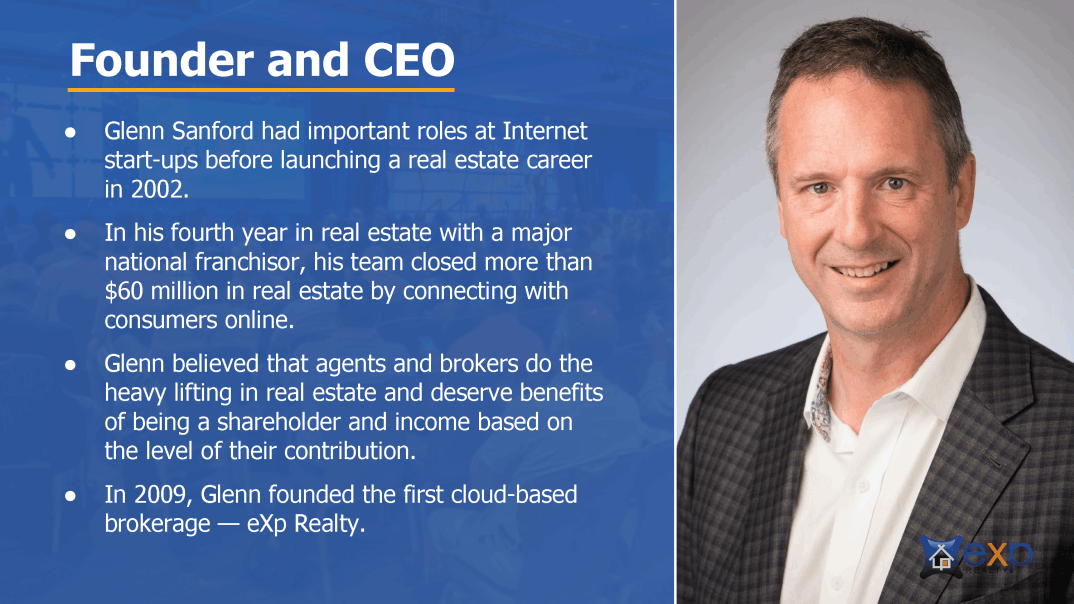 Founder and CEO
● Glenn Sanford had important roles at Internet
start-ups before launching a real estate career
in 2002.
● In his fourth year in real estate with a major
national franchisor, his team closed more than
$60 million in real estate by connecting with
consumers online.
● Glenn believed that agents and brokers do the
heavy lifting in real estate and deserve benefits
of being a shareholder and income based on
the level of their contribution.
● In 2009, Glenn founded the first cloud-based
brokerage — eXp Realty.
eXp
REALTY